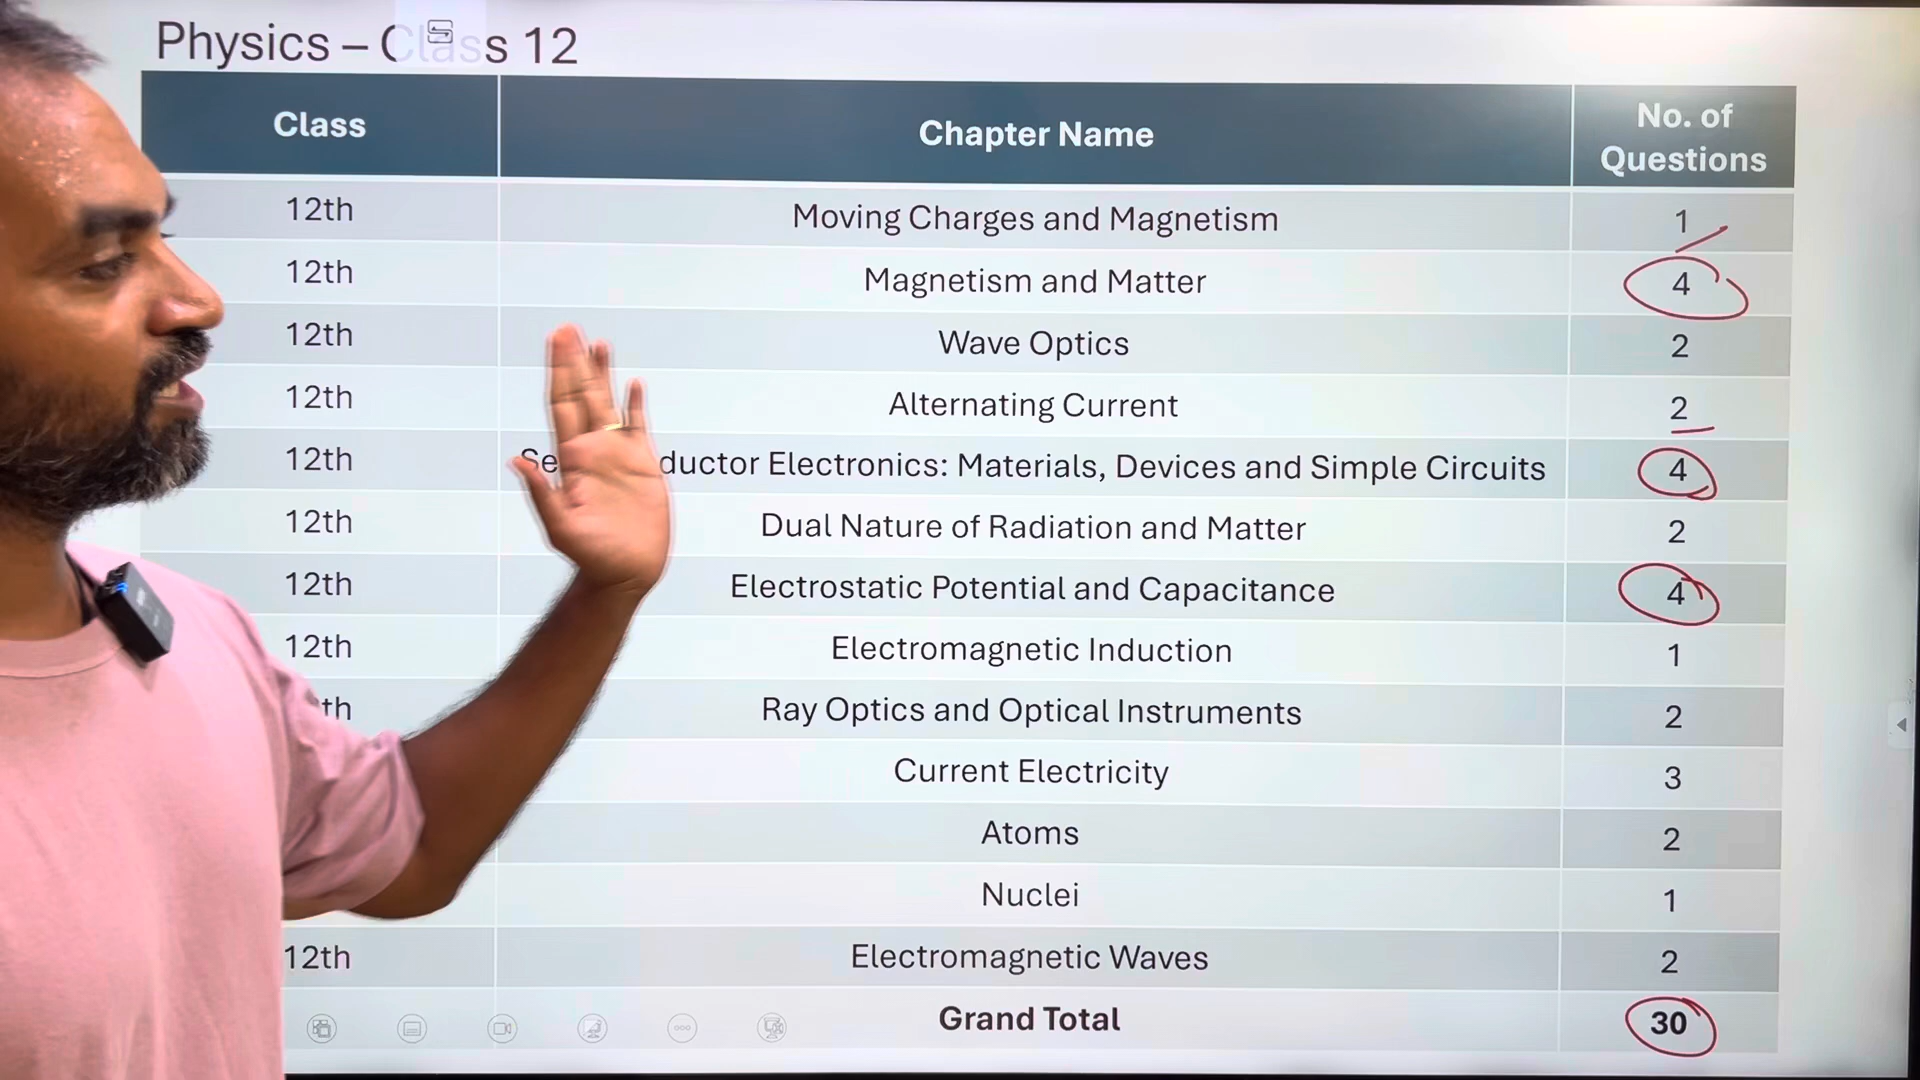 Physics – Class 12
Class Chapter Name No. of Questions
12th Moving Charges and Magnetism 1
12th Magnetism and Matter 4
12th Wave Optics 2
12th Alternating Current 2
12th Se ductor Electronics: Materials, Devices and Simple Circuits 4
12th Dual Nature of Radiation and Matter 2
12th Electrostatic Potential and Capacitance 4
12th Electromagnetic Induction 1
th Ray Optics and Optical Instruments 2
Current Electricity 3
Atoms 2
Nuclei 1
12th Electromagnetic Waves 2
Grand Total 30